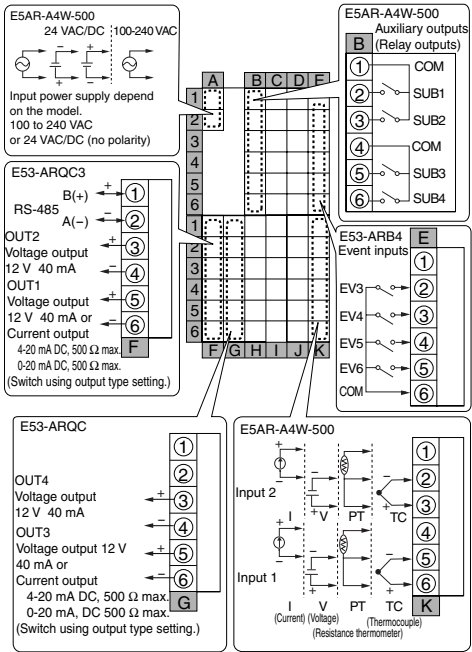 E5AR-A4W-500
24 VAC/DC 100-240 VAC
Input power supply depend
on the model.
100 to 240 VAC
or 24 VAC/DC (no polarity)
E53-ARQC3
B(+) + 1
RS-485
A(−) − 2
OUT2
Voltage output
12 V 40 mA
+ 3
− 4
OUT1
Voltage output
12 V 40 mA or
Current output
4-20 mA DC, 500 Ω max.
0-20 mA DC, 500 Ω max.
(Switch using output type setting.)
+ 5
− 6
F
A B C D E
1
2
3
4
5
6
1
2
3
4
5
6
F G H I J K
E5AR-A4W-500
Auxiliary outputs
(Relay outputs)
B
1 COM
2 SUB1
3 SUB2
4 COM
5 SUB3
6 SUB4
E53-ARB4
Event inputs
E
1
EV3 2
EV4 3
EV5 4
EV6 5
COM 6
E53-ARQC
1
2
OUT4
Voltage output
12 V 40 mA
+ 3
− 4
OUT3
Voltage output 12 V
40 mA or
Current output
4-20 mA DC, 500 Ω max.
0-20 mA, DC 500 Ω max.
(Switch using output type setting.)
+ 5
− 6
G
E5AR-A4W-500
Input 2
+ − + −
I V PT TC
Input 1
+ − + −
I V PT TC
(Current) (Voltage) (Thermocouple)
(Resistance thermometer)
1
2
3
4
5
6
K